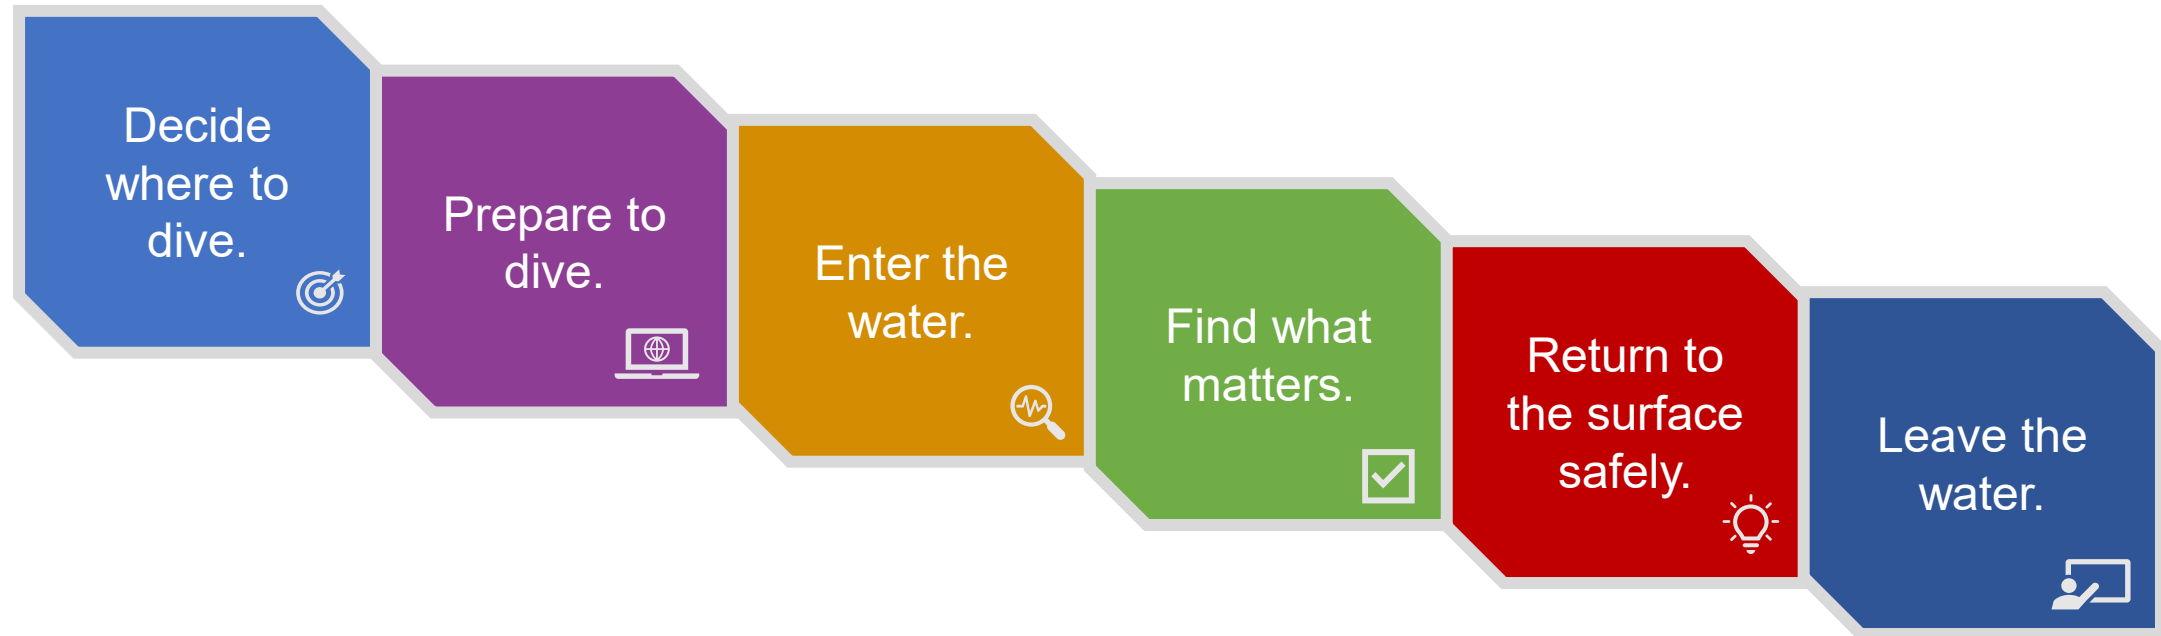 Decide
where to
dive.
Prepare to
dive.
Enter the
water.
Find what
matters.
Return to
the surface
safely.
Leave the
water.